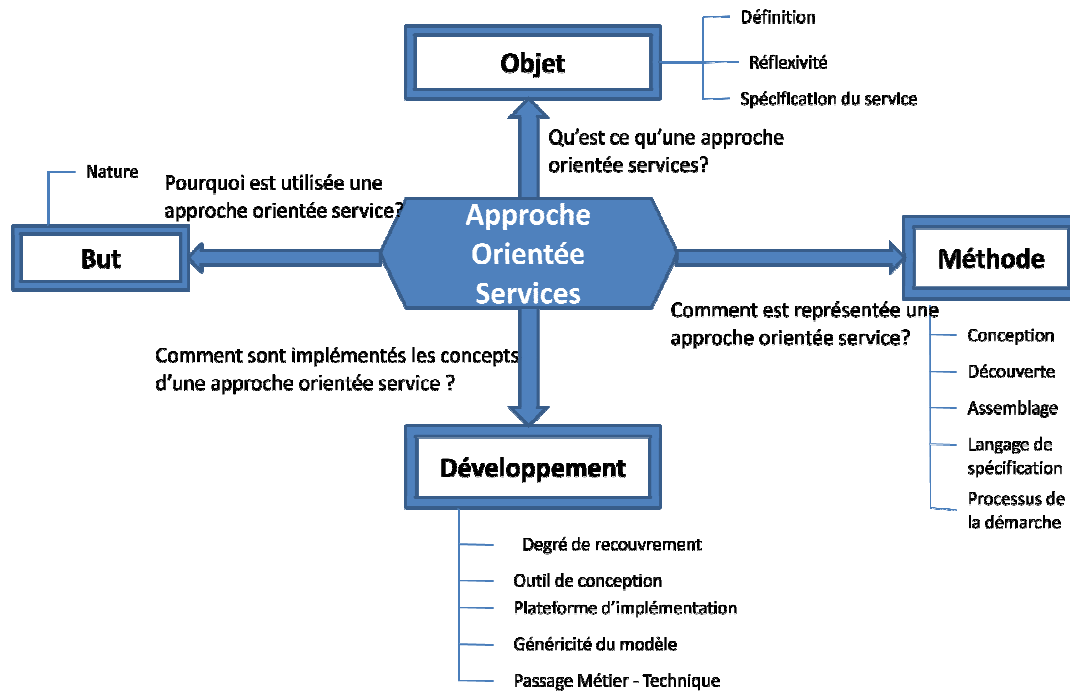 Définition
Objet
Réflexivité
Spécification du service
Qu'est ce qu'une approche
orientée services?
Nature
Pourquoi est utilisée une
approche orientée service?
But
Approche
Orientée
Services
Méthode
Comment est représentée une
approche orientée service?
Conception
Découverte
Assemblage
Langage de
spécification
Processus de
la démarche
Comment sont implémentés les concepts
d'une approche orientée service ?
Développement
Degré de recouvrement
Outil de conception
Plateforme d'implémentation
Généricité du modèle
Passage Métier - Technique